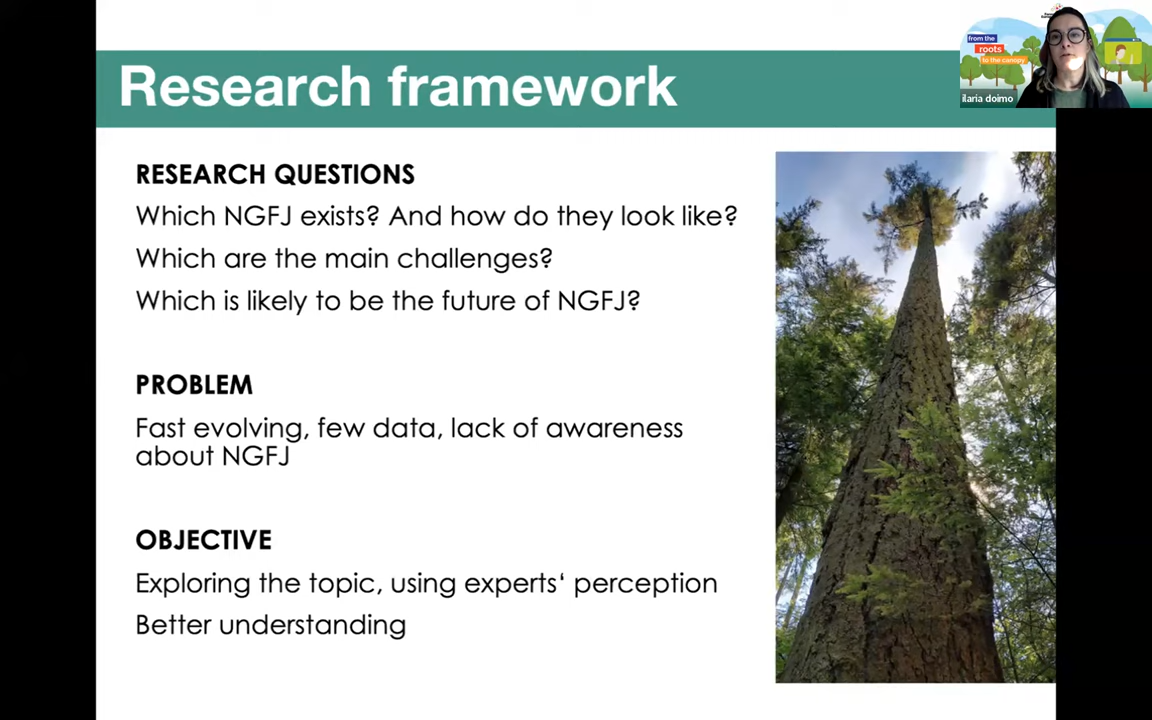 Research framework
from the
roots
to the canopy
ilaria doimo
RESEARCH QUESTIONS
Which NGFJ exists? And how do they look like?
Which are the main challenges?
Which is likely to be the future of NGFJ?
PROBLEM
Fast evolving, few data, lack of awareness
about NGFJ
OBJECTIVE
Exploring the topic, using experts‘ perception
Better understanding